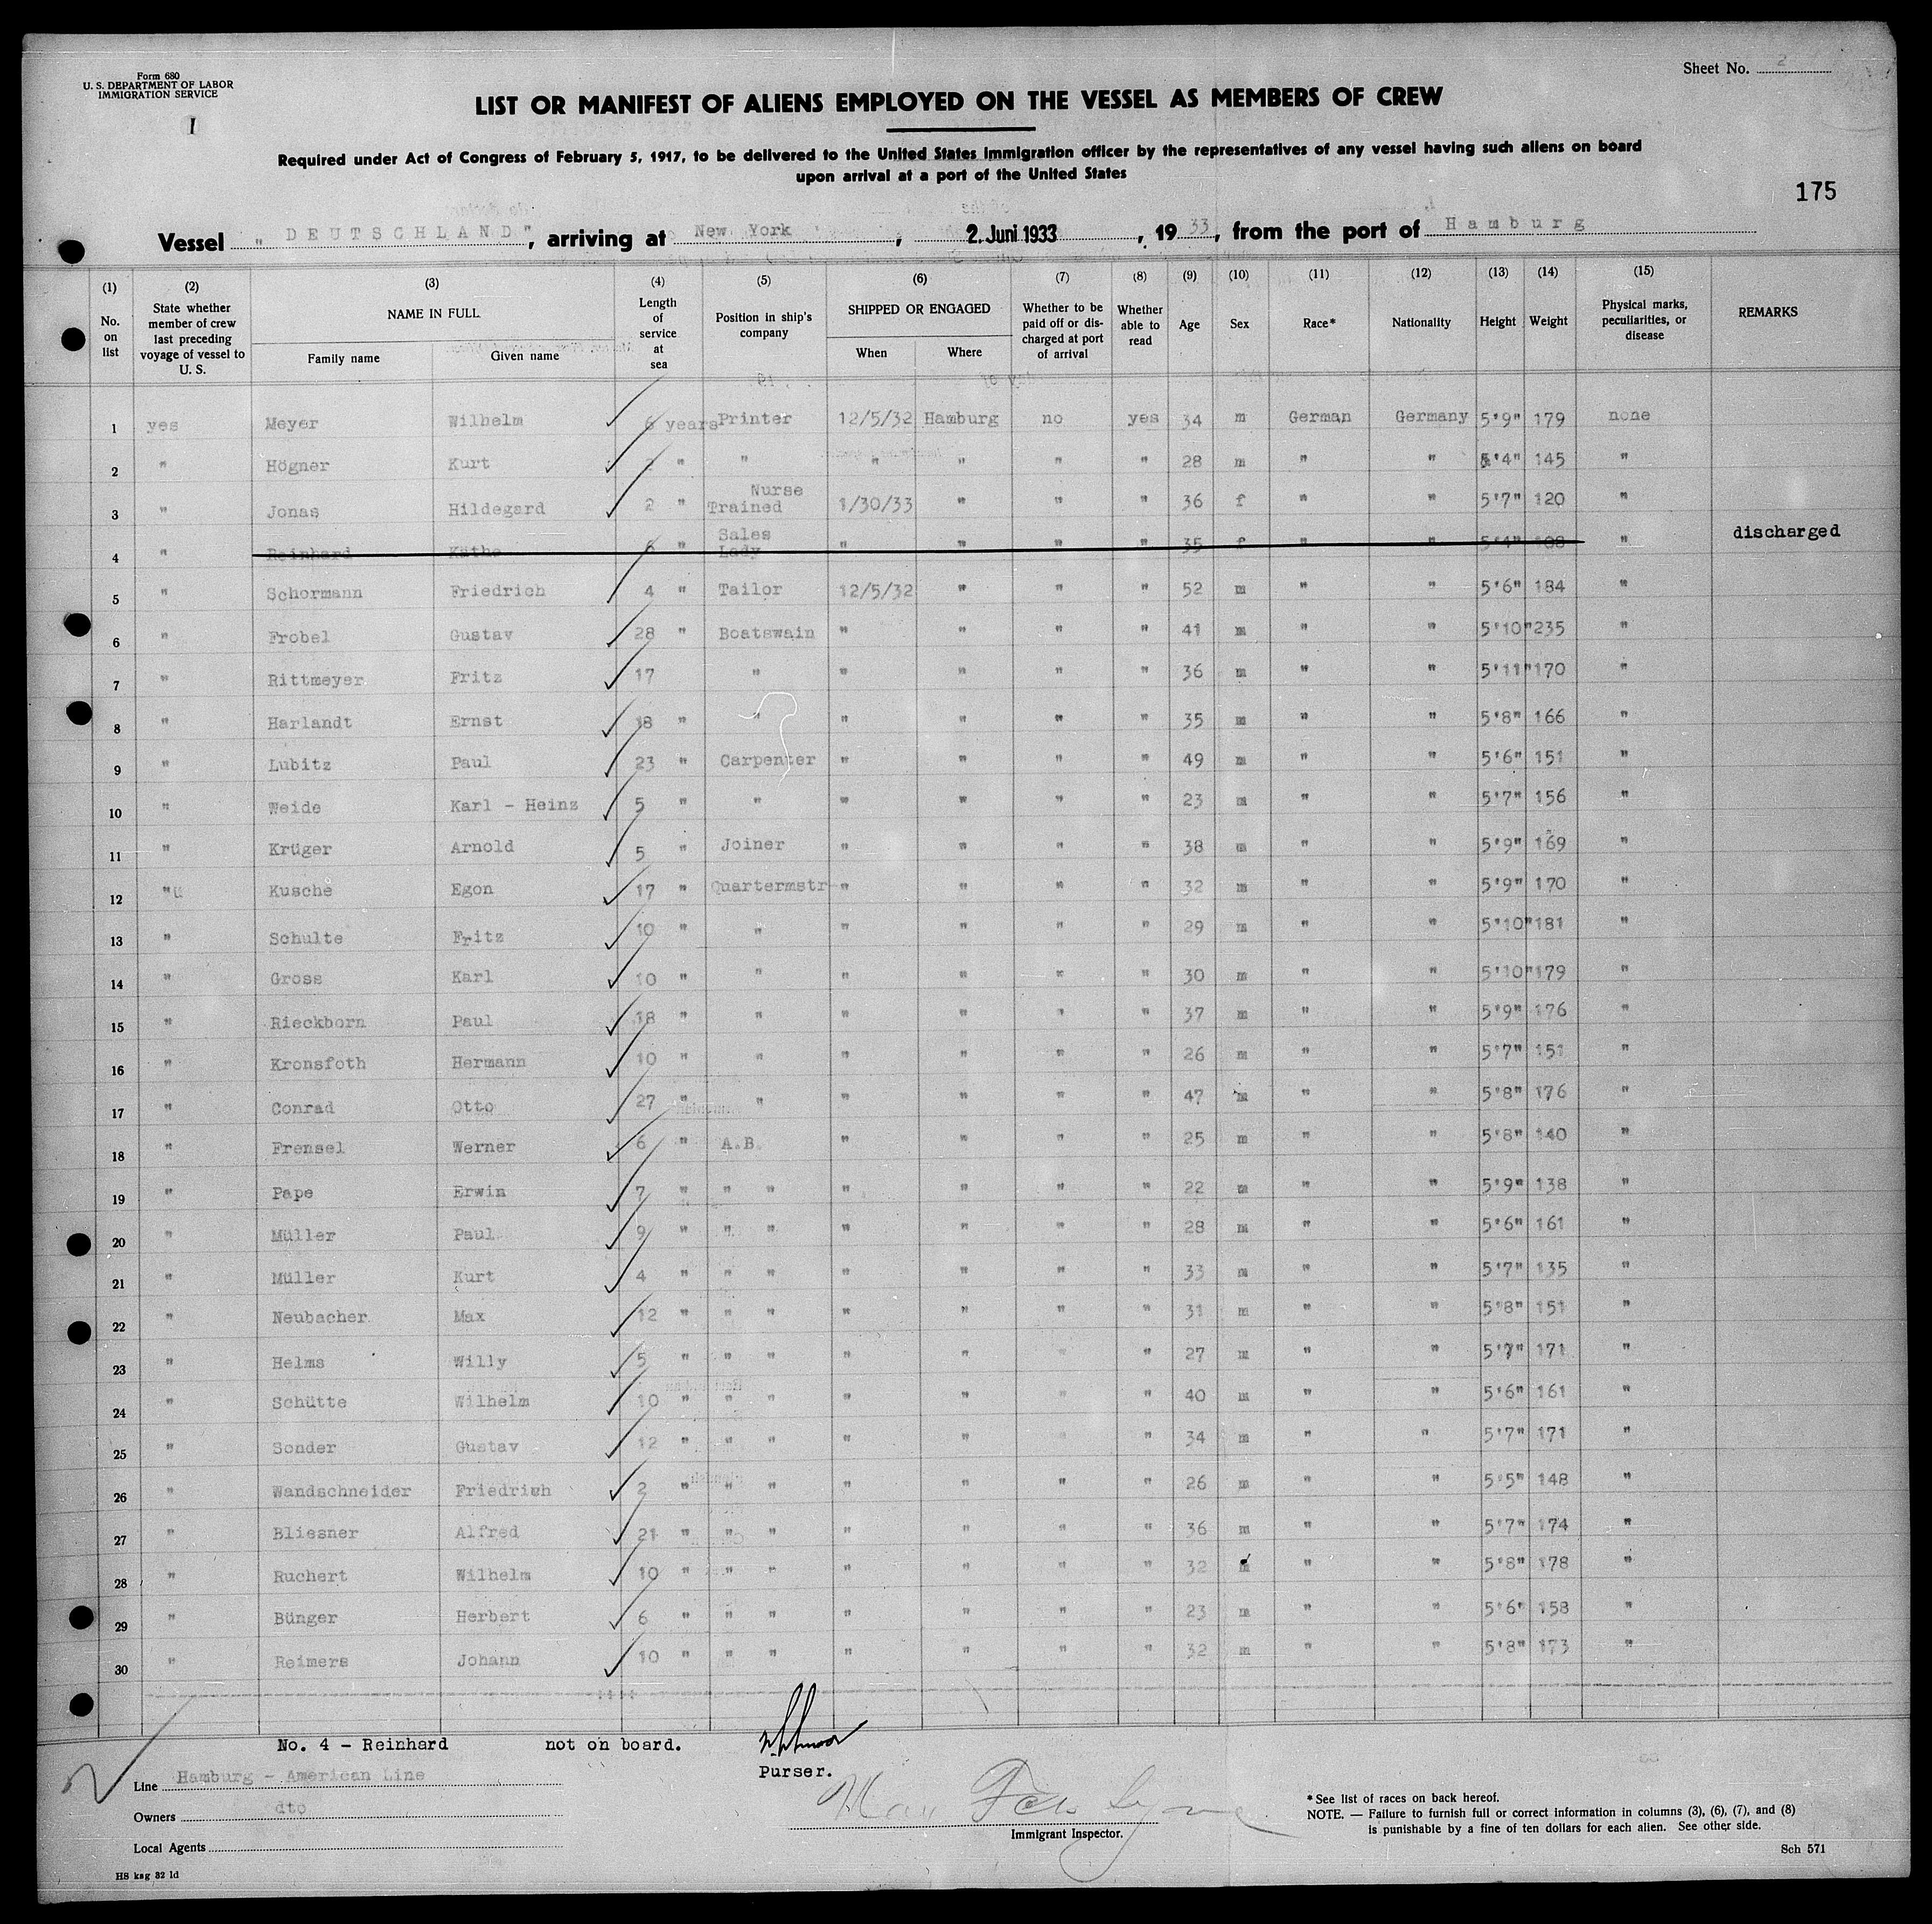 Form 680
U. S. DEPARTMENT OF LABOR
IMMIGRATION SERVICE
I
Sheet No. 2
LIST OR MANIFEST OF ALIENS EMPLOYED ON THE VESSEL AS MEMBERS OF CREW
Required under Act of Congress of February 5, 1917, to be delivered to the United States immigration officer by the representatives of any vessel having such aliens on board
upon arrival at a port of the United States
175
Vessel "DEUTSCHLAND", arriving at New York, 2. Juni 1933, 1933, from the port of Hamburg
(1) (2) (3) (4) (5) (6) (7) (8) (9) (10) (11) (12) (13) (14) (15)
No. on list
State whether member of crew last preceding voyage of vessel to U. S.
NAME IN FULL
Family name Given name
Length of service at sea
Position in ship's company
SHIPPED OR ENGAGED
When Where
Whether to be paid off or discharged at port of arrival
Whether able to read
Age
Sex
Race*
Nationality
Height
Weight
Physical marks, peculiarities, or disease
REMARKS
1 yes Meyer Wilhelm 6 years Printer 12/5/32 Hamburg no yes 34 m German Germany 5'9" 179 none
2 " Högner Kurt 2 " " " " " " 28 m " " 5'4" 145 "
3 " Jonas Hildegard 2 " Nurse Trained 1/30/33 " " " 36 f " " 5'7" 120 "
4 " Reinhard Käthe 6 " Sales Lady " " " " 35 f " " 5'4" 108 " discharged
5 " Schormann Friedrich 4 " Tailor 12/5/32 " " " 52 m " " 5'6" 184 "
6 " Frobel Gustav 28 " Boatswain " " " " 41 m " " 5'10" 235 "
7 " Rittmeyer Fritz 17 " " " " " 36 m " " 5'11" 170 "
8 " Harlandt Ernst 18 " " " " " " 35 m " " 5'8" 166 "
9 " Lubitz Paul 23 " Carpenter " " " " 49 m " " 5'6" 151 "
10 " Weide Karl - Heinz 5 " " " " " " 23 m " " 5'7" 156 "
11 " Krüger Arnold 5 " Joiner " " " " 38 m " " 5'9" 169 "
12 " Kusche Egon 17 " Quartermstr " " " " 32 m " " 5'9" 170 "
13 " Schulte Fritz 10 " " " " " " 29 m " " 5'10" 181 "
14 " Gross Karl 10 " " " " " " 30 m " " 5'10" 179 "
15 " Rieckborn Paul 18 " " " " " " 37 m " " 5'9" 176 "
16 " Kronsfoth Hermann 10 " " " " " " 26 m " " 5'7" 151 "
17 " Conrad Otto 27 " " " " " " 47 m " " 5'8" 176 "
18 " Frensel Werner 6 " A.B. " " " " 25 m " " 5'8" 140 "
19 " Pape Erwin 7 " " " " " " " 22 m " " 5'9" 138 "
20 " Müller Paul 9 " " " " " " " 28 m " " 5'6" 161 "
21 " Müller Kurt 4 " " " " " " " 33 m " " 5'7" 135 "
22 " Neubacher Max 12 " " " " " " " 31 m " " 5'8" 151 "
23 " Helms Willy 5 " " " " " " " 27 m " " 5'7" 171 "
24 " Schütte Wilhelm 10 " " " " " " " 40 m " " 5'6" 161 "
25 " Sonder Gustav 12 " " " " " " " 34 m " " 5'7" 171 "
26 " Wandschneider Friedrich 2 " " " " " " " 26 m " " 5'5" 148 "
27 " Bliesner Alfred 21 " " " " " " " 36 m " " 5'7" 174 "
28 " Ruchert Wilhelm 10 " " " " " " " 32 m " " 5'8" 178 "
29 " Bünger Herbert 6 " " " " " " " 23 m " " 5'6" 158 "
30 " Reimers Johann 10 " " " " " " " 32 m " " 5'8" 173 "
No. 4 - Reinhard not on board.
Purser.
Line Hamburg - American Line
Owners dto
Local Agents
Immigrant Inspector.
* See list of races on back hereof.
NOTE. — Failure to furnish full or correct information in columns (3), (6), (7), and (8)
is punishable by a fine of ten dollars for each alien. See other side.
HS kag 32 ld
Sch 571